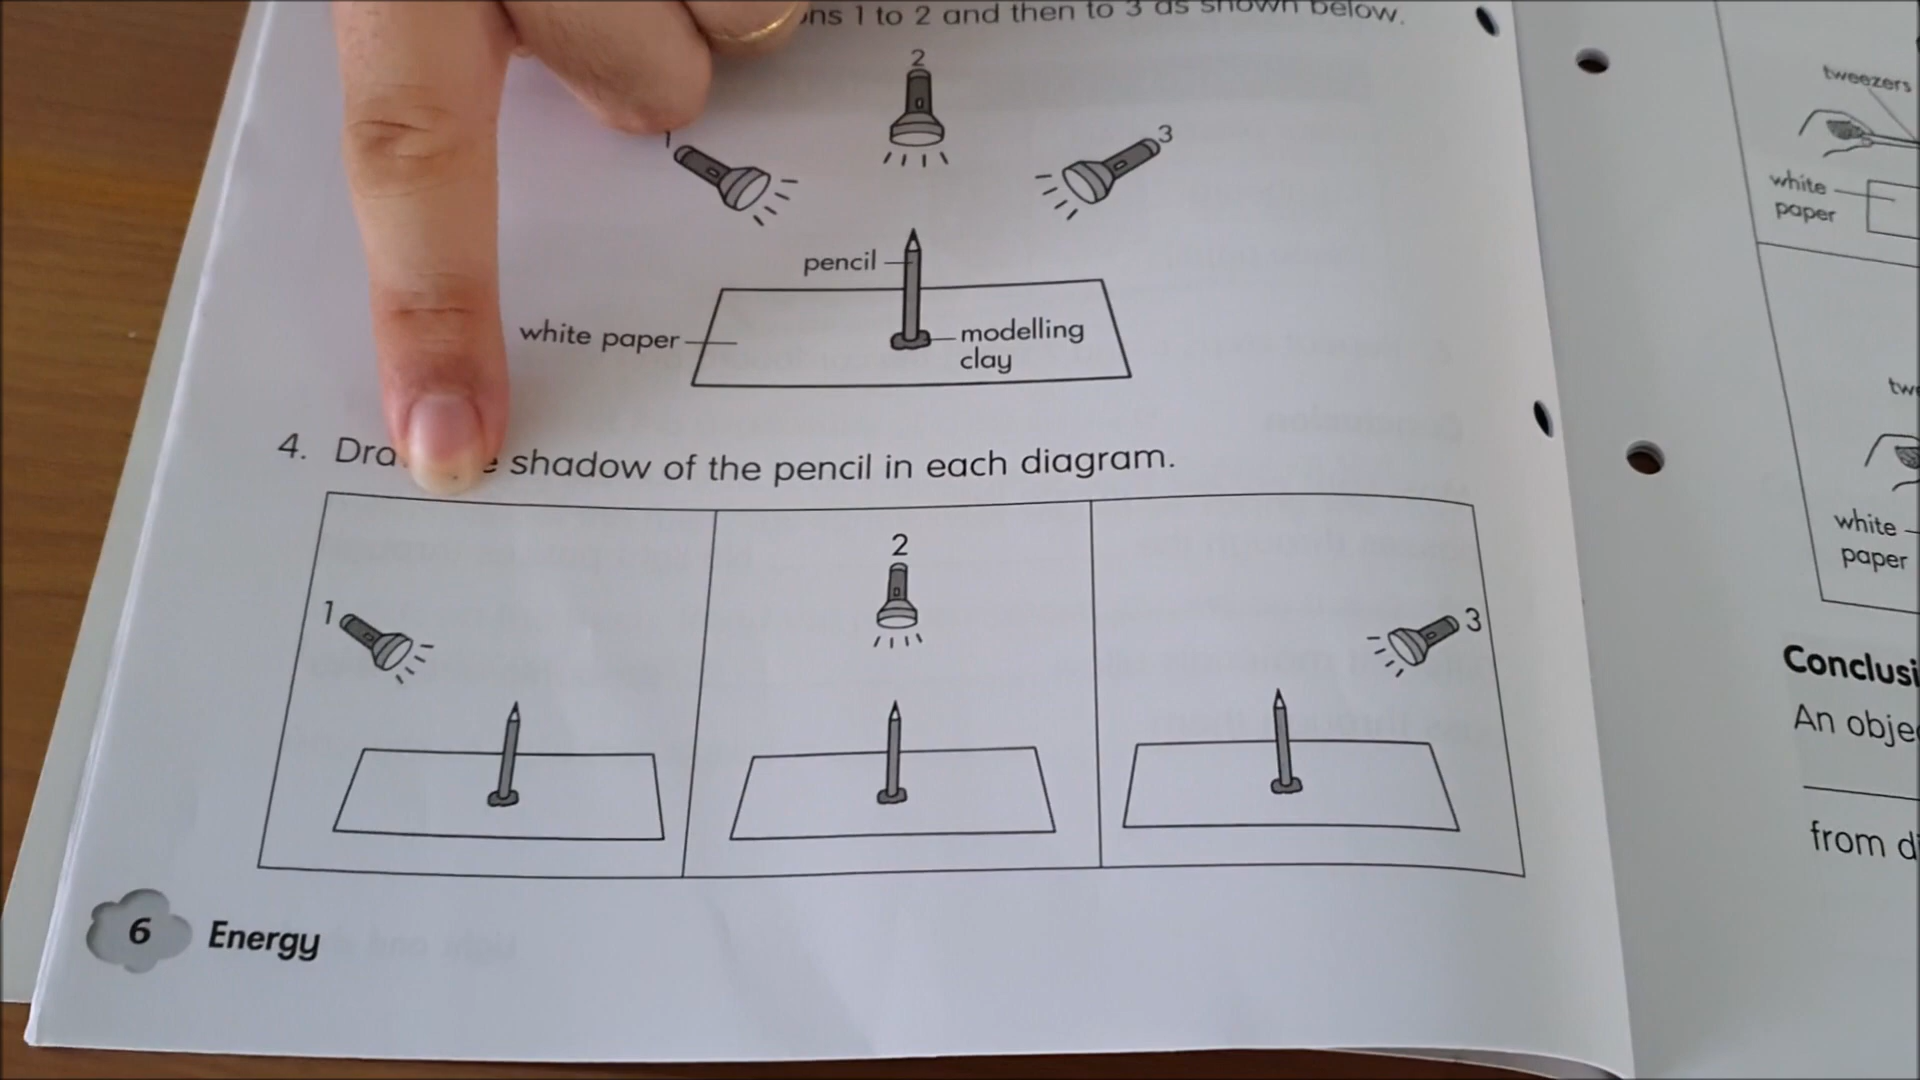 ns 1 to 2 and then to 3 as shown below.
2
1
3
pencil
white paper
modelling
clay
4. Dra e shadow of the pencil in each diagram.
1
2
3
6 Energy
tweezers
white
paper
twe
white
paper
Conclusi
An obje
from d